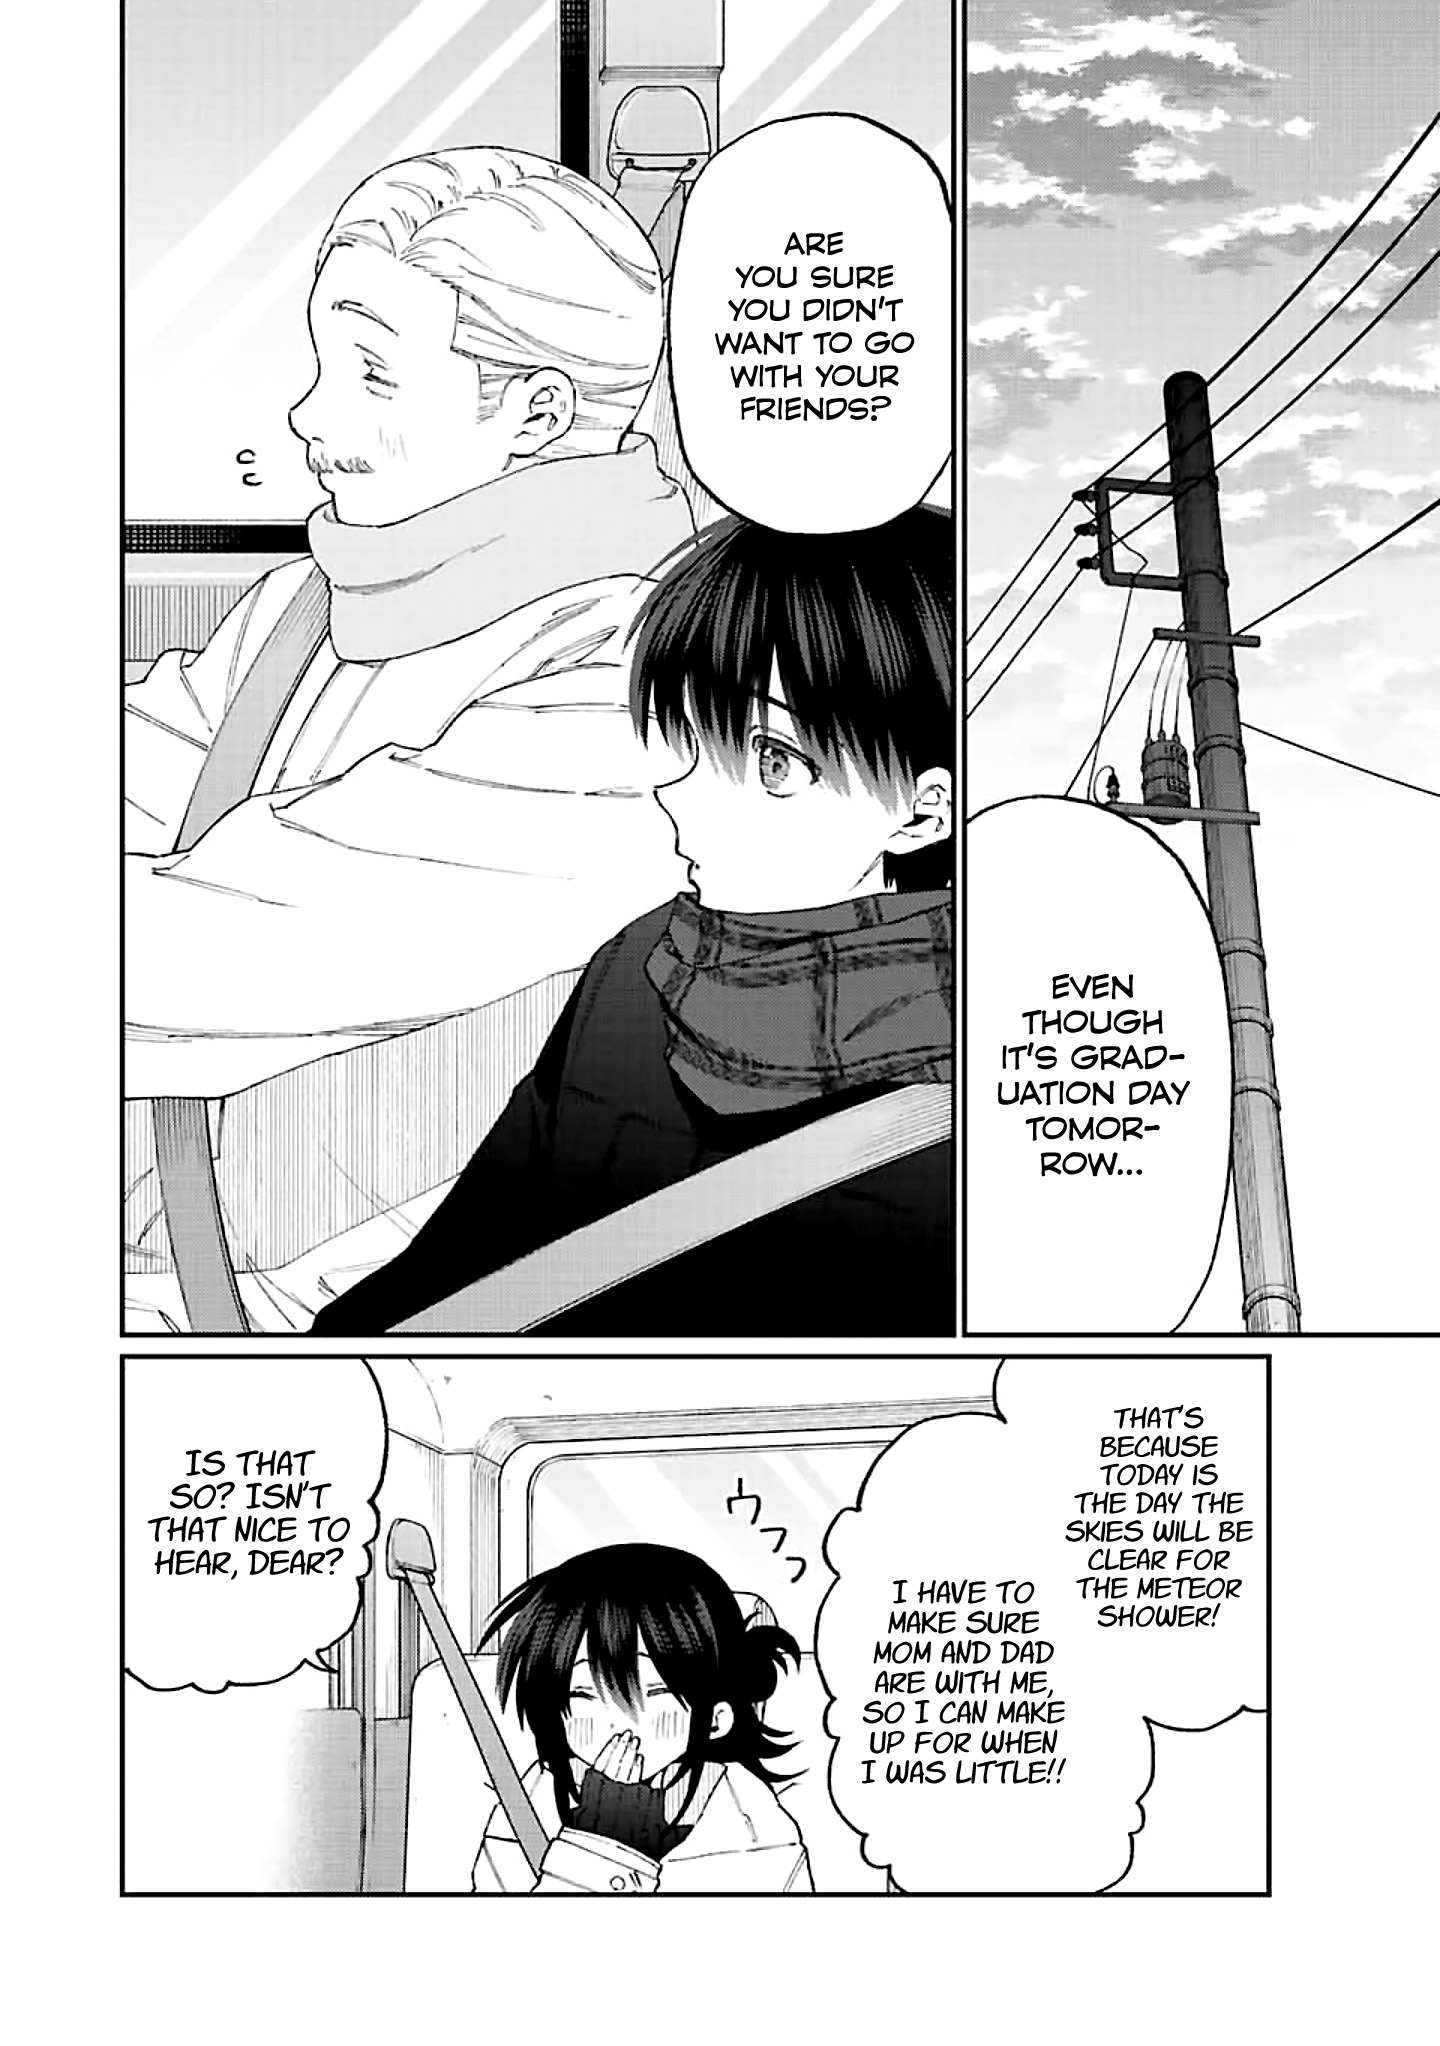 EVEN
THOUGH
IT'S GRAD-
UATION DAY
TOMOR-
ROW...
ARE
YOU SURE
YOU DIDN'T
WANT TO GO
WITH YOUR
FRIENDS?
THAT'S
BECAUSE
TODAY IS
THE DAY THE
SKIES WILL BE
CLEAR FOR
THE METEOR
SHOWER!
I HAVE TO
MAKE SURE
MOM AND DAD
ARE WITH ME,
SO I CAN MAKE
UP FOR WHEN
I WAS LITTLE!!
ウフフ
IS THAT
SO? ISN'T
THAT NICE TO
HEAR, DEAR?